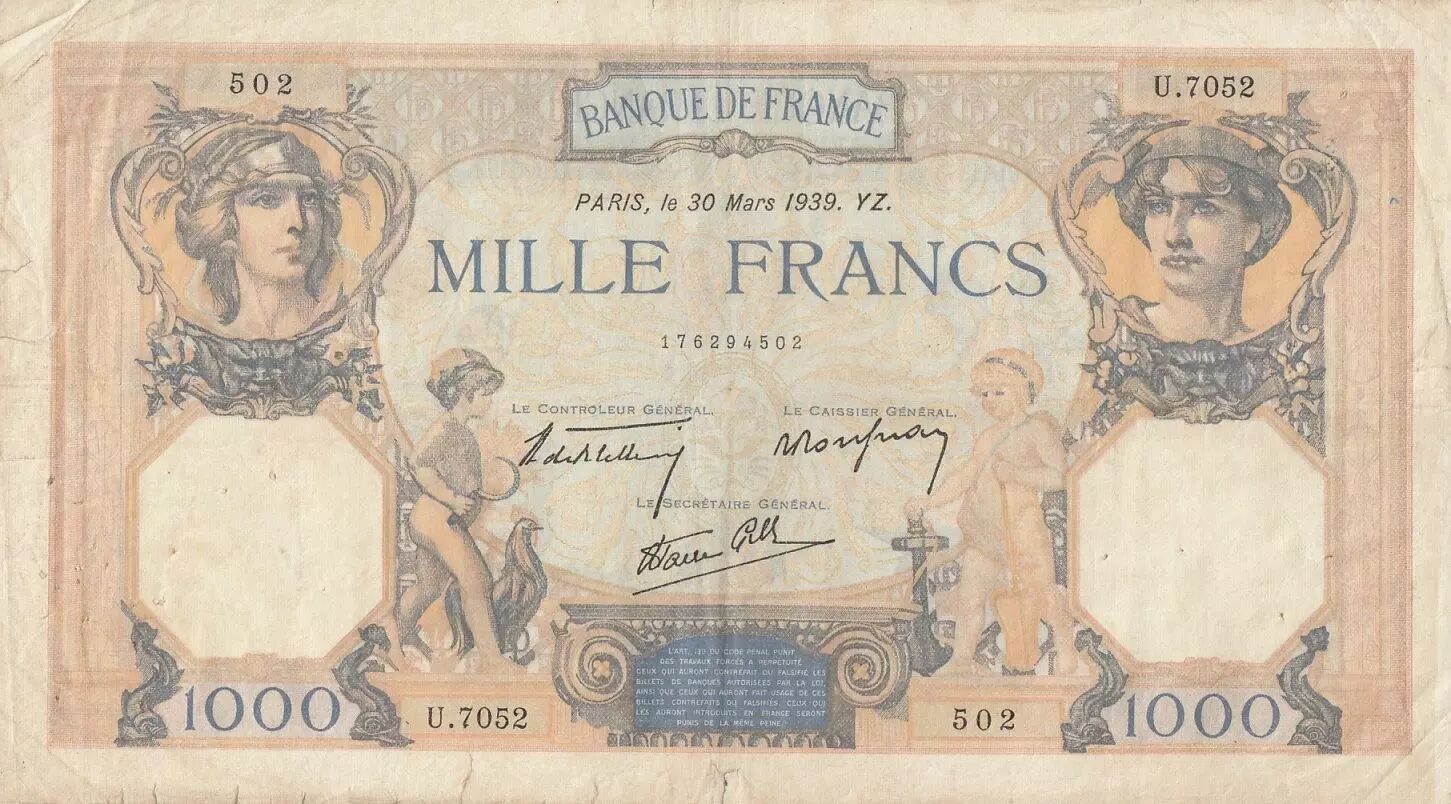 502
U.7052
BANQUE DE FRANCE
PARIS, le 30 Mars 1939. YZ.
MILLE FRANCS
176294502
LE CONTROLEUR GÉNÉRAL,
LE CAISSIER GÉNÉRAL,
LE SECRÉTAIRE GÉNÉRAL,
L'ART. 139 DU CODE PÉNAL PUNIT
DES TRAVAUX FORCÉS A PERPÉTUITÉ
CEUX QUI AURONT CONTREFAIT OU FALSIFIÉ LES
BILLETS DE BANQUES AUTORISÉES PAR LA LOI,
AINSI QUE CEUX QUI AURONT FAIT USAGE DE CES
BILLETS CONTREFAITS OU FALSIFIÉS. CEUX QUI
LES AURONT INTRODUITS EN FRANCE SERONT
PUNIS DE LA MÊME PEINE.
1000
U.7052
502
1000